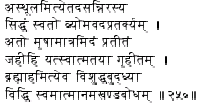 अस्थूलमित्येतदसन्निरस्य
सिद्धं स्वतो व्योमवदप्रतर्क्यम् ।
अतो मृषामात्रमिदं प्रतीतं
जहीहि यत्स्वात्मतया गृहीतम् ।
ब्रह्माहमित्येव विशुद्धबुद्ध्या
विद्धि स्वमात्मानमखण्डबोधम् ॥ २५० ॥